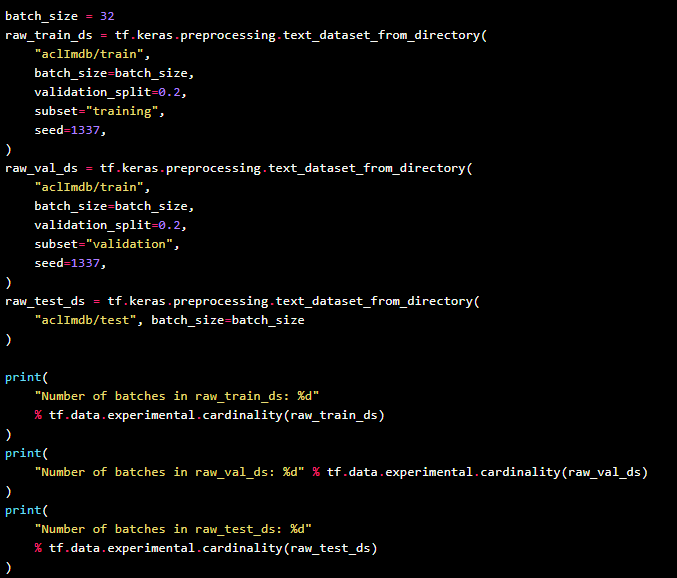 batch_size = 32
raw_train_ds = tf.keras.preprocessing.text_dataset_from_directory(
    "aclImdb/train",
    batch_size=batch_size,
    validation_split=0.2,
    subset="training",
    seed=1337,
)
raw_val_ds = tf.keras.preprocessing.text_dataset_from_directory(
    "aclImdb/train",
    batch_size=batch_size,
    validation_split=0.2,
    subset="validation",
    seed=1337,
)
raw_test_ds = tf.keras.preprocessing.text_dataset_from_directory(
    "aclImdb/test", batch_size=batch_size
)

print(
    "Number of batches in raw_train_ds: %d"
    % tf.data.experimental.cardinality(raw_train_ds)
)
print(
    "Number of batches in raw_val_ds: %d" % tf.data.experimental.cardinality(raw_val_ds)
)
print(
    "Number of batches in raw_test_ds: %d"
    % tf.data.experimental.cardinality(raw_test_ds)
)